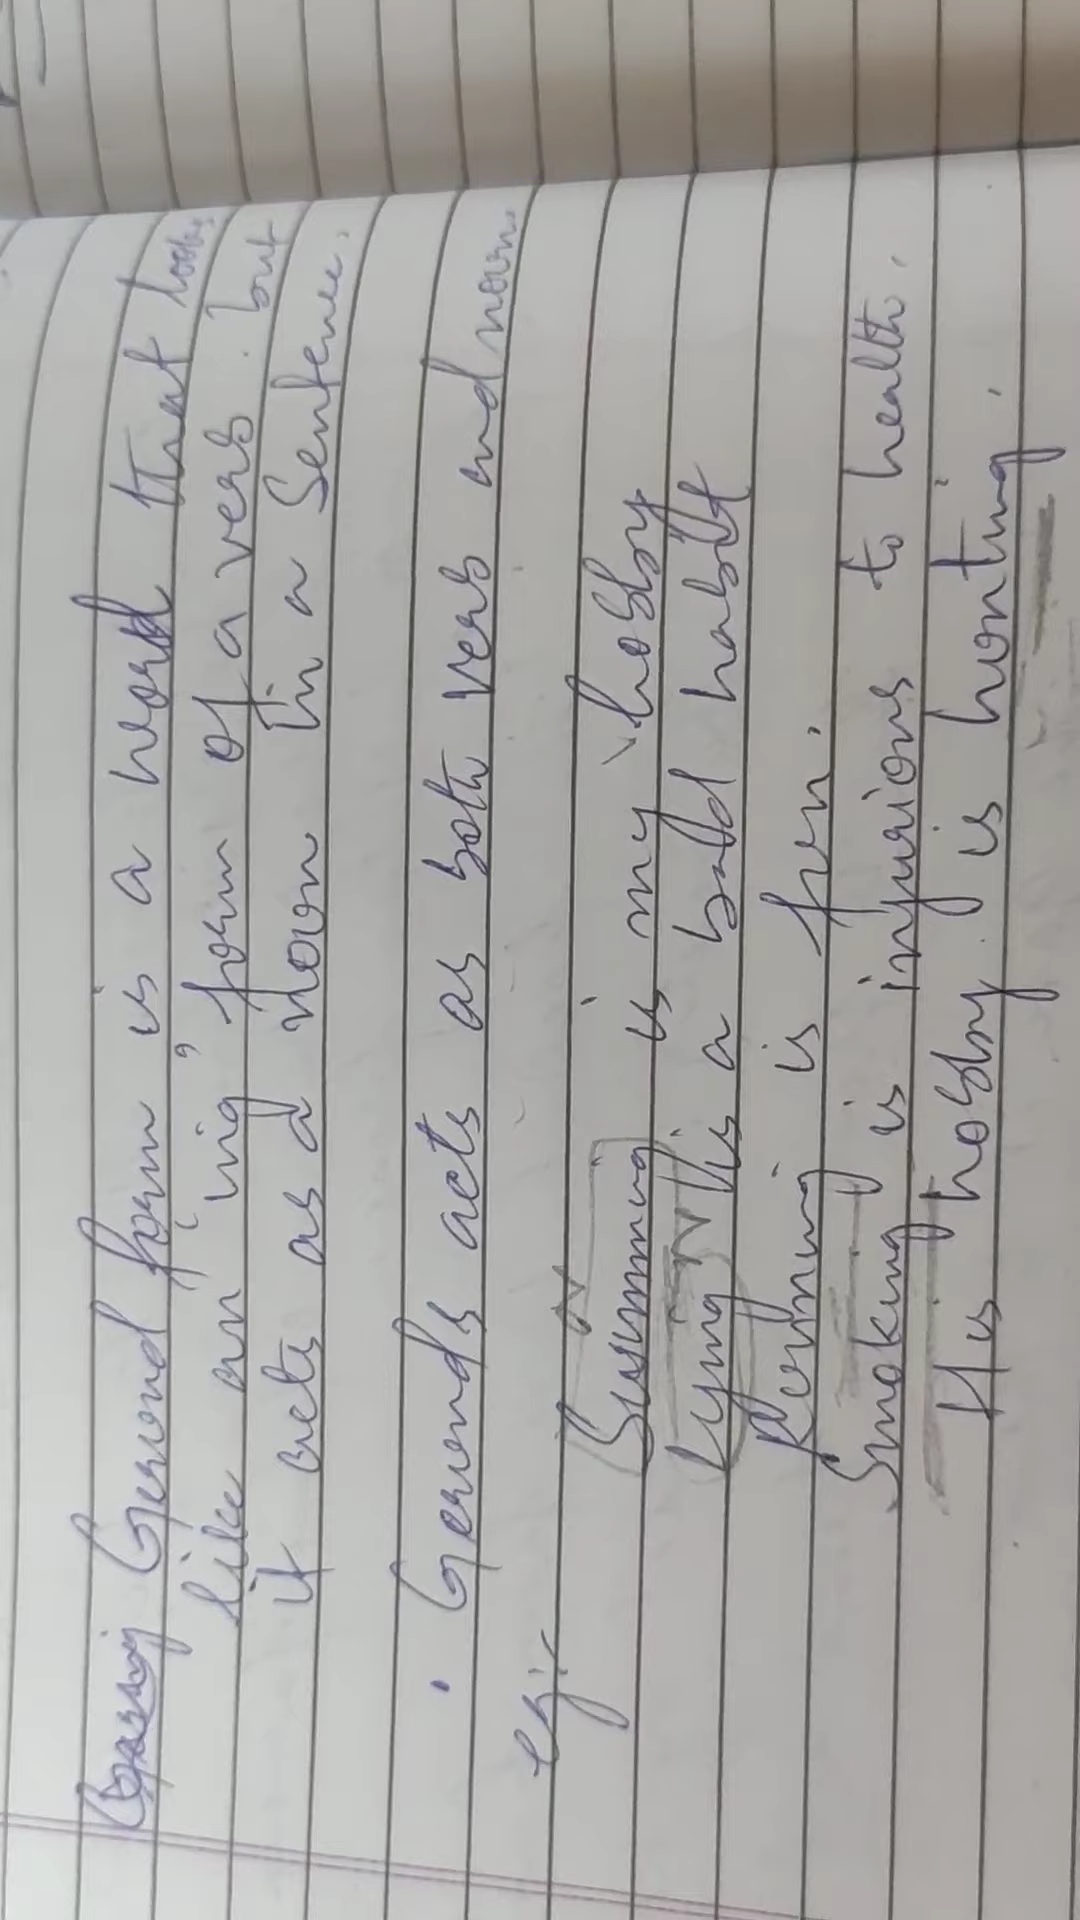 Gerund form is a word that looks
like an 'ing' form of a verb. but
it acts as a noun in a Sentence.
• Gerunds acts as both verb and noun.
eg:-
Swimming is my hobby
Lying is a bad habit
Running is fun.
Smoking is injurious to health.
His hobby is hunting.